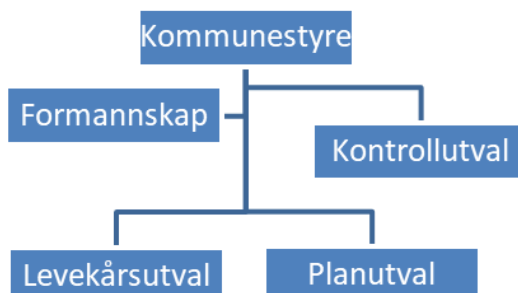 Kommunestyre
Formannskap
Kontrollutval
Levekårsutval
Planutval